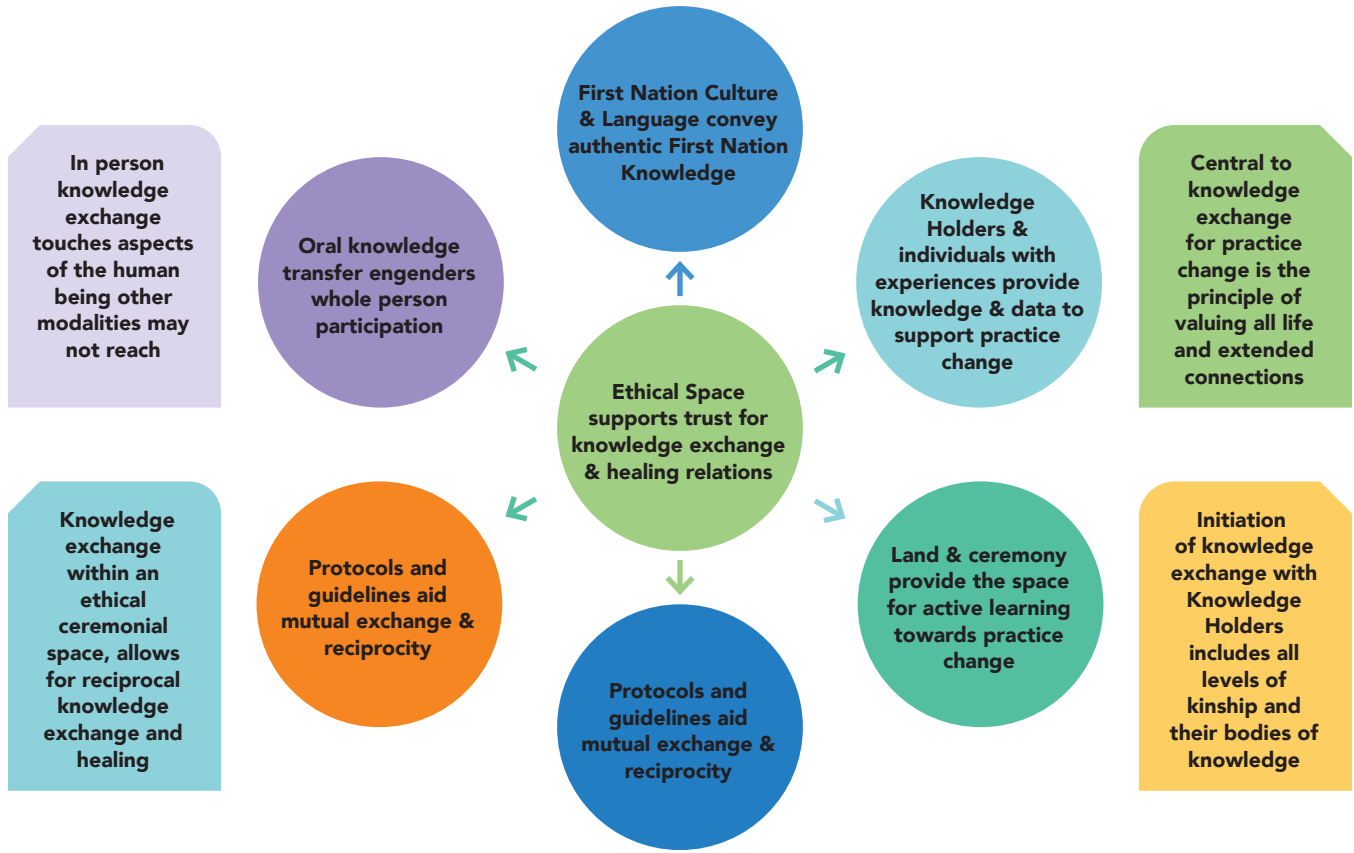 First Nation Culture
& Language convey
authentic First Nation
Knowledge
In person
knowledge
exchange
touches aspects
of the human
being other
modalities may
not reach
Oral knowledge
transfer engenders
whole person
participation
Knowledge
Holders &
individuals with
experiences provide
knowledge & data to
support practice
change
Central to
knowledge
exchange
for practice
change is the
principle of
valuing all life
and extended
connections
Ethical Space
supports trust for
knowledge exchange
& healing relations
Knowledge
exchange
within an
ethical
ceremonial
space, allows
for reciprocal
knowledge
exchange and
healing
Protocols and
guidelines aid
mutual exchange &
reciprocity
Protocols and
guidelines aid
mutual exchange &
reciprocity
Land & ceremony
provide the space
for active learning
towards practice
change
Initiation
of knowledge
exchange with
Knowledge
Holders
includes all
levels of
kinship and
their bodies of
knowledge